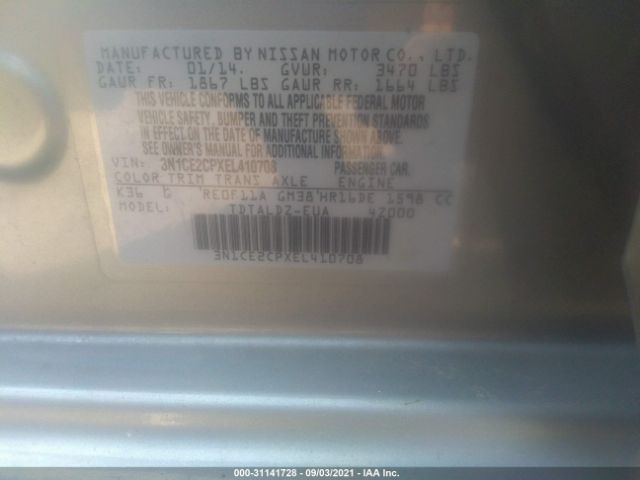 MANUFACTURED BY NISSAN MOTOR CO., LTD.
DATE: 01/14. GVWR: 3470 LBS
GAWR FR: 1867 LBS GAWR RR: 1664 LBS
THIS VEHICLE CONFORMS TO ALL APPLICABLE FEDERAL MOTOR
VEHICLE SAFETY, BUMPER AND THEFT PREVENTION STANDARDS
IN EFFECT ON THE DATE OF MANUFACTURE SHOWN ABOVE.
SEE OWNER'S MANUAL FOR ADDITIONAL INFORMATION.
VIN: 3N1CE2CPXEL410708 PASSENGER CAR.
COLOR TRIM TRANS AXLE ENGINE
K36 G RE0F11A GM38 HR16DE 1598 CC
MODEL: TDTALDZ-EUA 47000
3N1CE2CPXEL410708
000-31141728 - 09/03/2021 - IAA Inc.